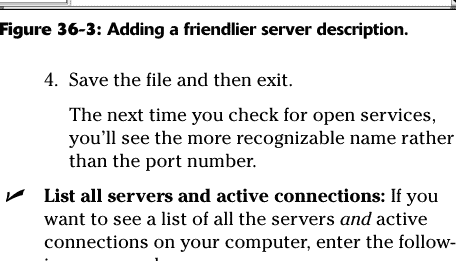 Figure 36-3: Adding a friendlier server description.
4. Save the file and then exit.
The next time you check for open services,
you'll see the more recognizable name rather
than the port number.
✓ List all servers and active connections: If you
want to see a list of all the servers and active
connections on your computer, enter the follow-